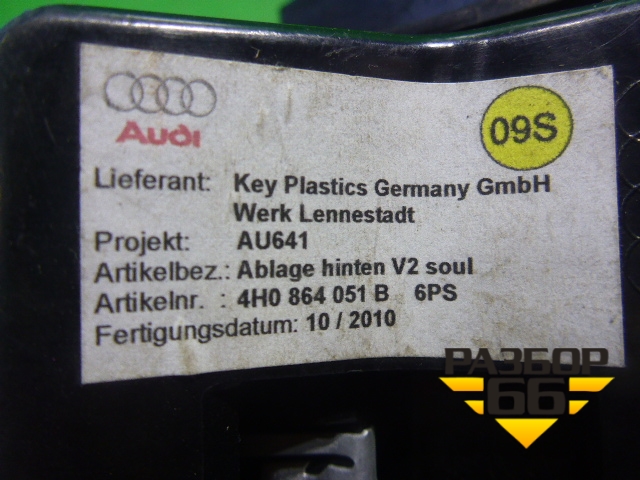 Audi
09S
Lieferant: Key Plastics Germany GmbH
Werk Lennestadt
Projekt: AU641
Artikelbez.: Ablage hinten V2 soul
Artikelnr. : 4H0 864 051 B 6PS
Fertigungsdatum: 10 / 2010
РАЗБОР
66